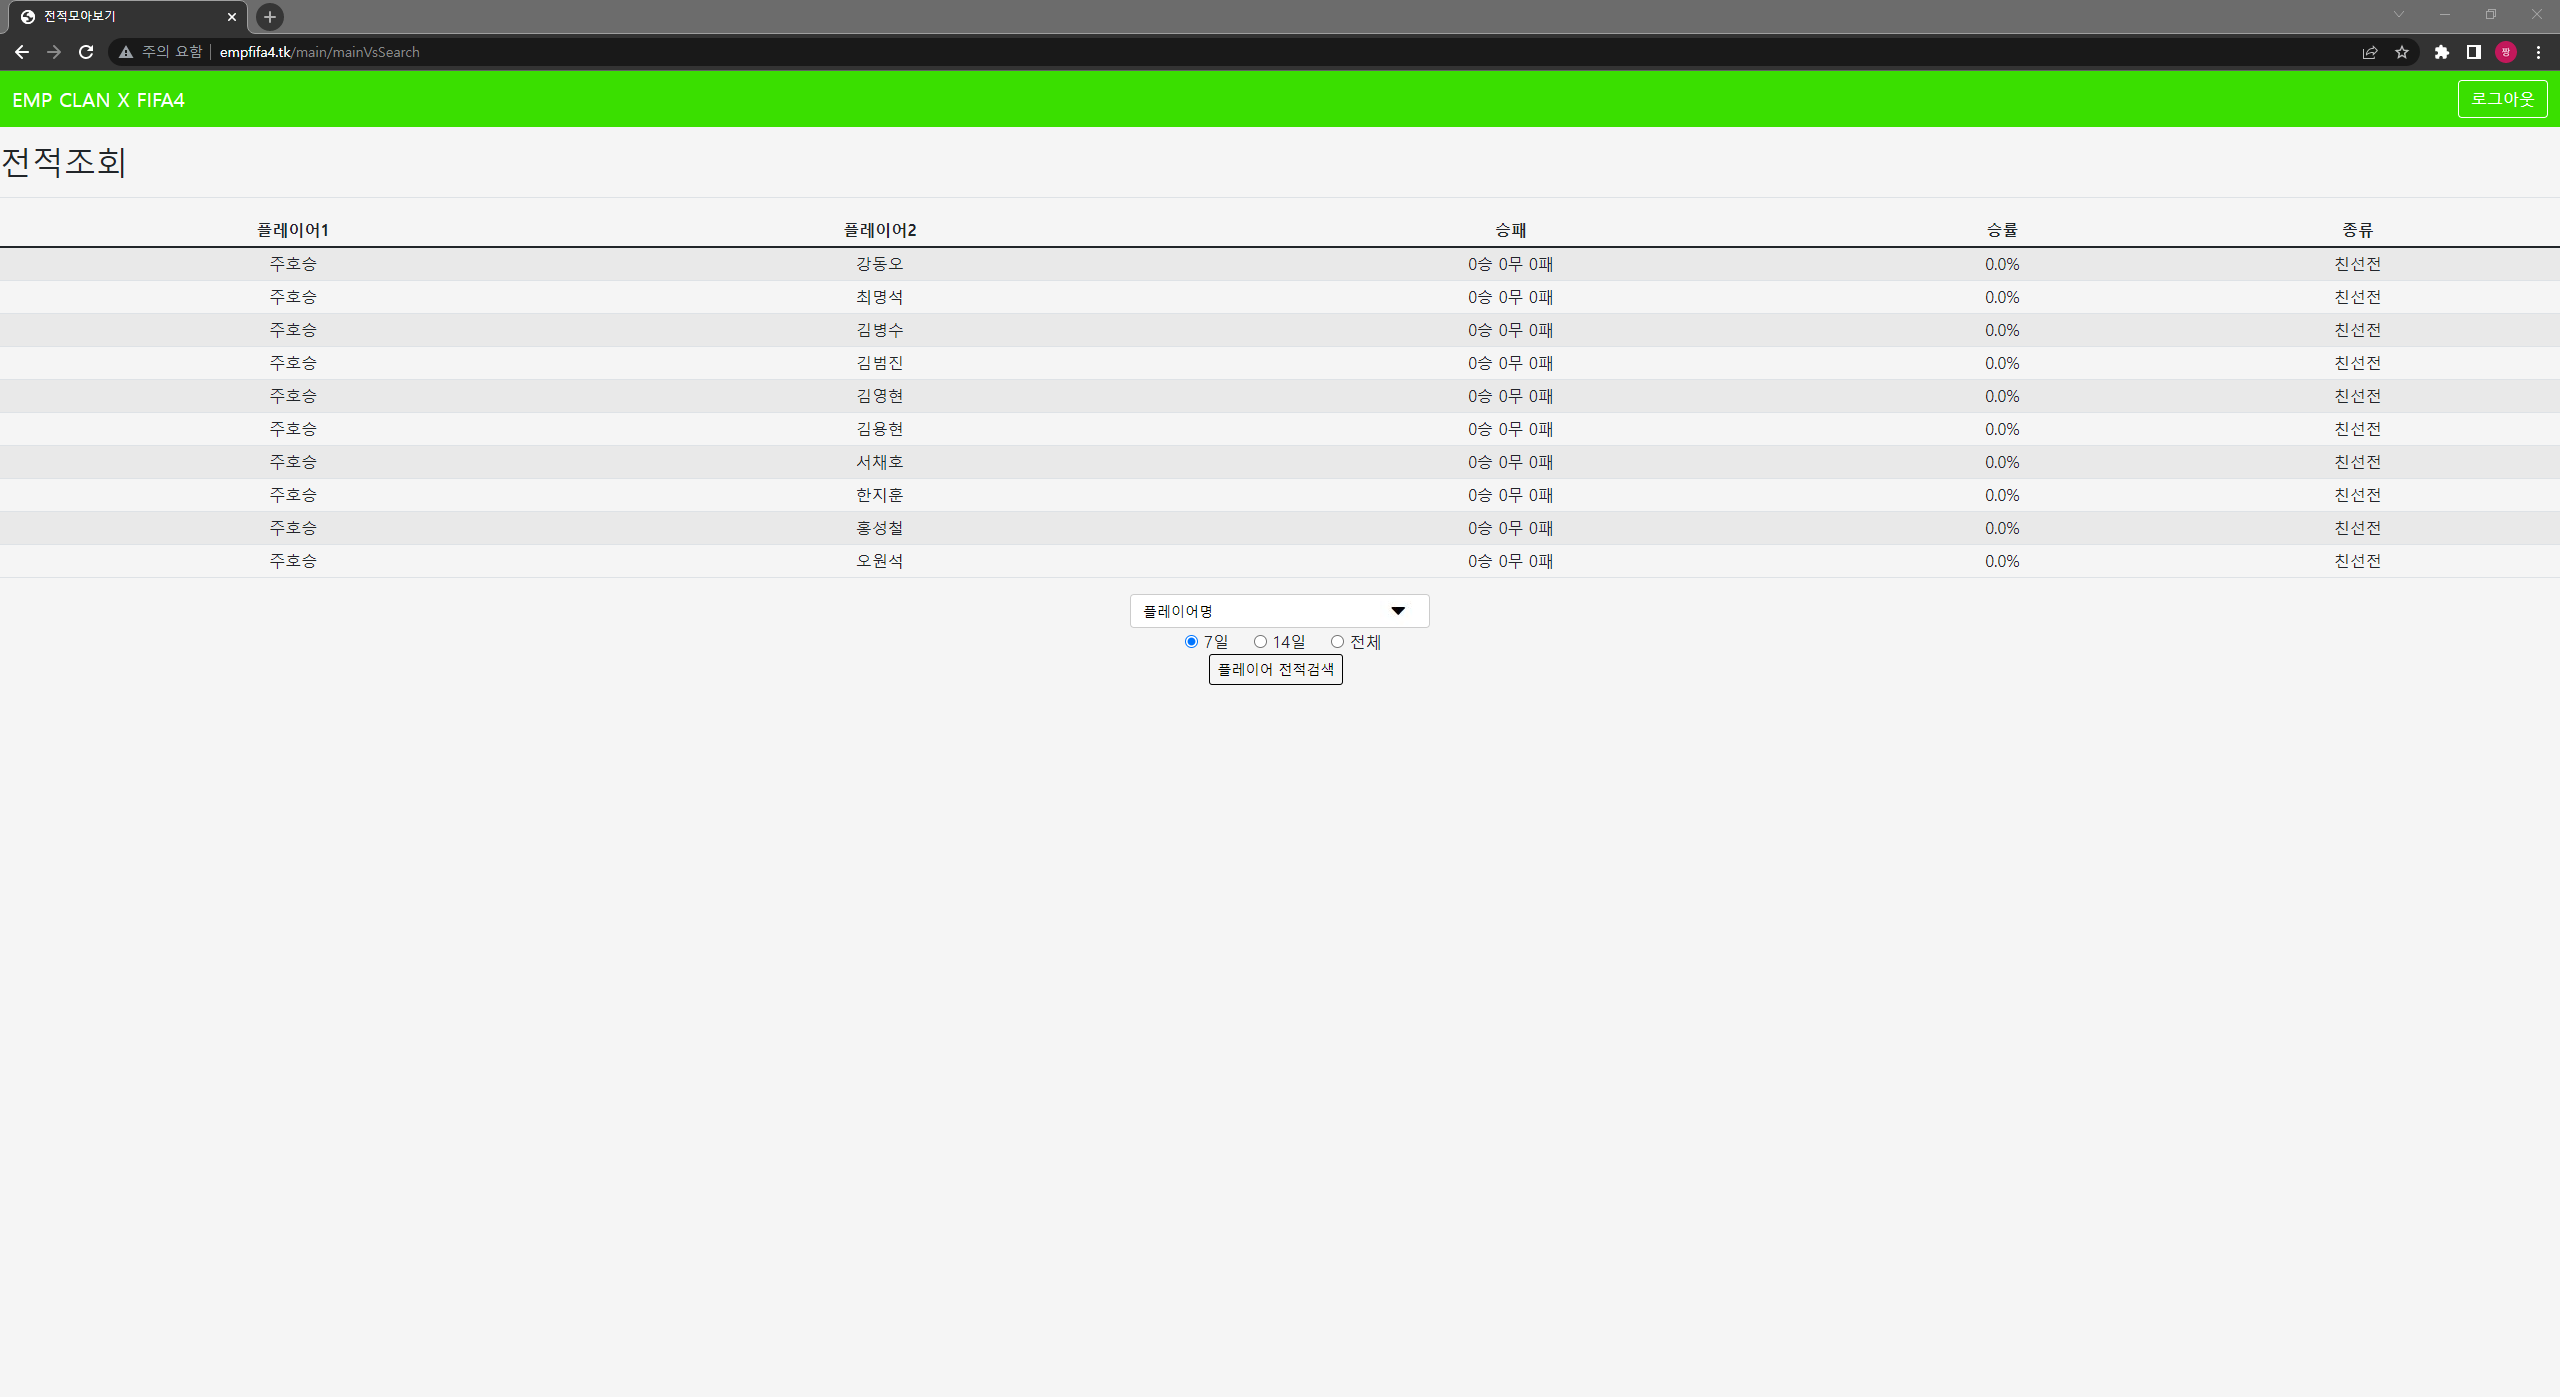 전적모아보기
주의 요함 empfifa4.tk/main/mainVsSearch
짱
EMP CLAN X FIFA4 로그아웃
전적조회
플레이어1 플레이어2 승패 승률 종류
주호승 강동오 0승 0무 0패 0.0% 친선전
주호승 최명석 0승 0무 0패 0.0% 친선전
주호승 김병수 0승 0무 0패 0.0% 친선전
주호승 김범진 0승 0무 0패 0.0% 친선전
주호승 김영현 0승 0무 0패 0.0% 친선전
주호승 김용현 0승 0무 0패 0.0% 친선전
주호승 서채호 0승 0무 0패 0.0% 친선전
주호승 한지훈 0승 0무 0패 0.0% 친선전
주호승 홍성철 0승 0무 0패 0.0% 친선전
주호승 오원석 0승 0무 0패 0.0% 친선전
플레이어명
7일 14일 전체
플레이어 전적검색